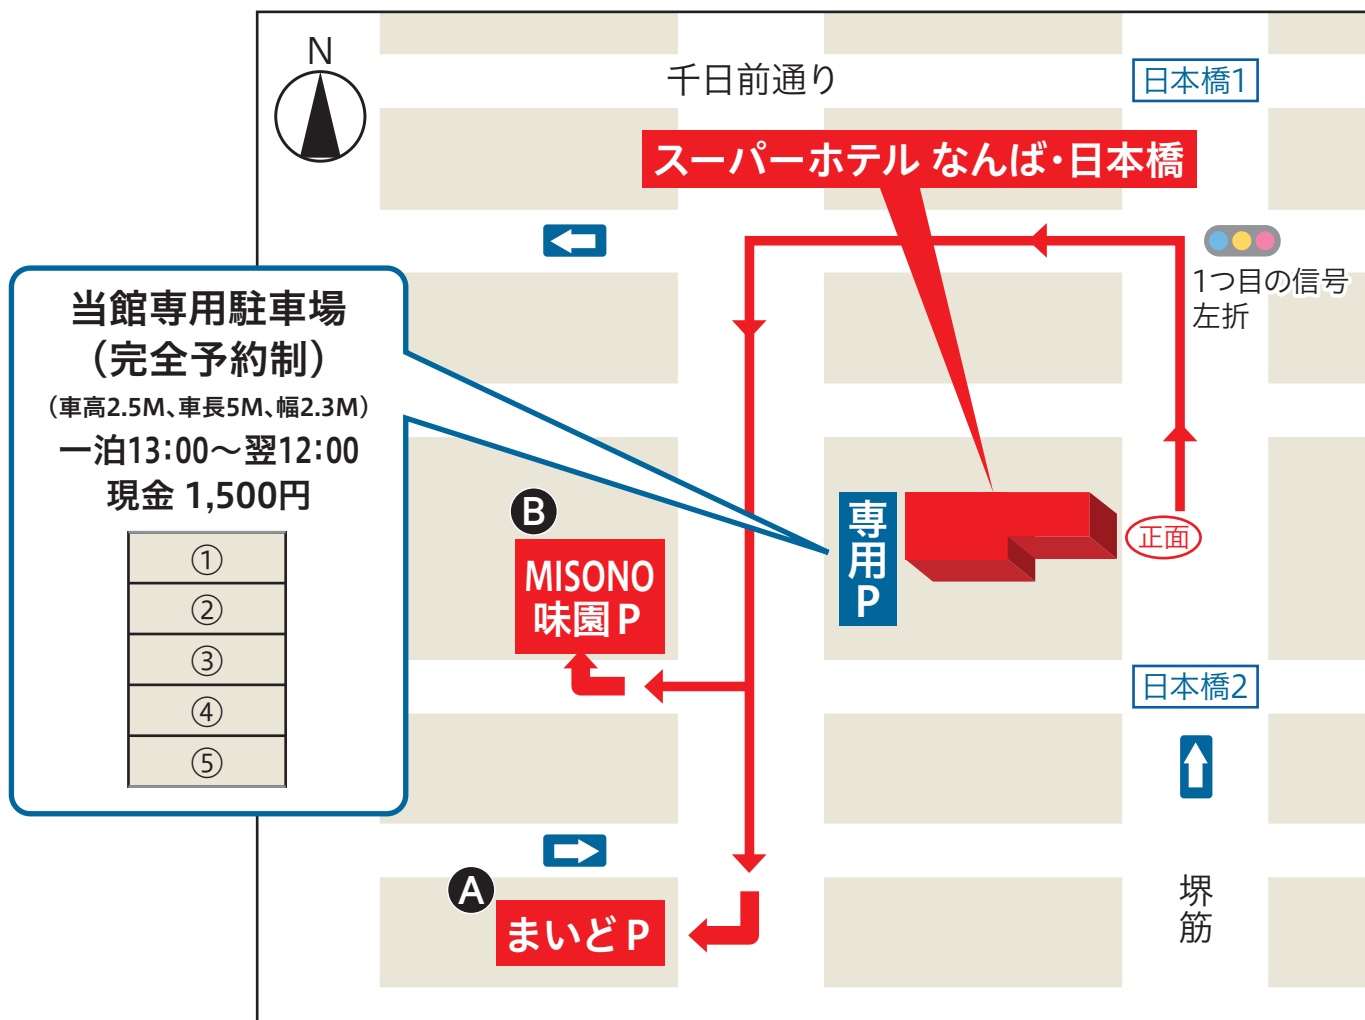 N
千日前通り
日本橋1
スーパーホテル なんば・日本橋
1つ目の信号
左折
当館専用駐車場
（完全予約制）
（車高2.5M、車長5M、幅2.3M）
一泊13:00～翌12:00
現金 1,500円
①
②
③
④
⑤
B
MISONO
味園 P
専用P
正面
日本橋2
A
まいど P
堺筋